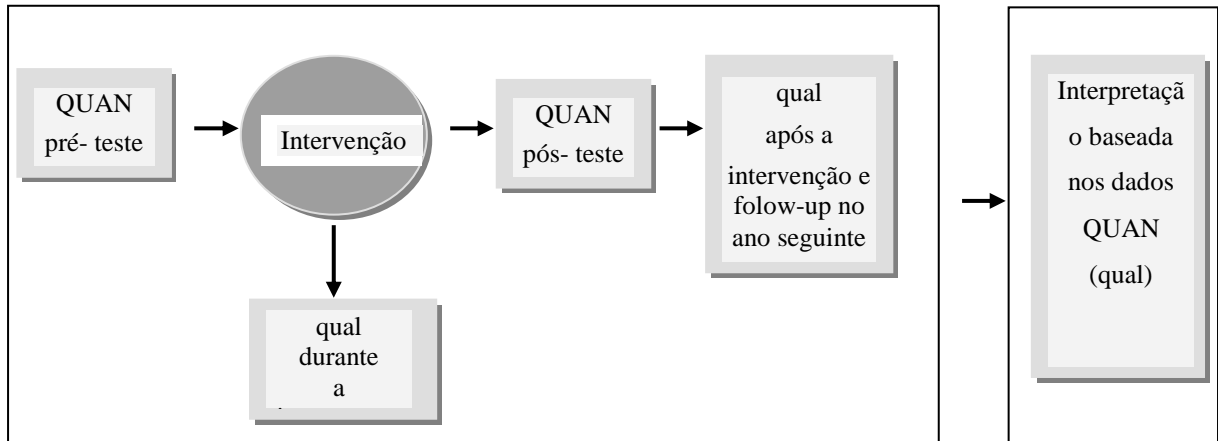 QUAN
pré- teste
Intervenção
QUAN
pós- teste
qual
após a
intervenção e
folow-up no
ano seguinte
qual
durante
a
Interpretaçã
o baseada
nos dados
QUAN
(qual)